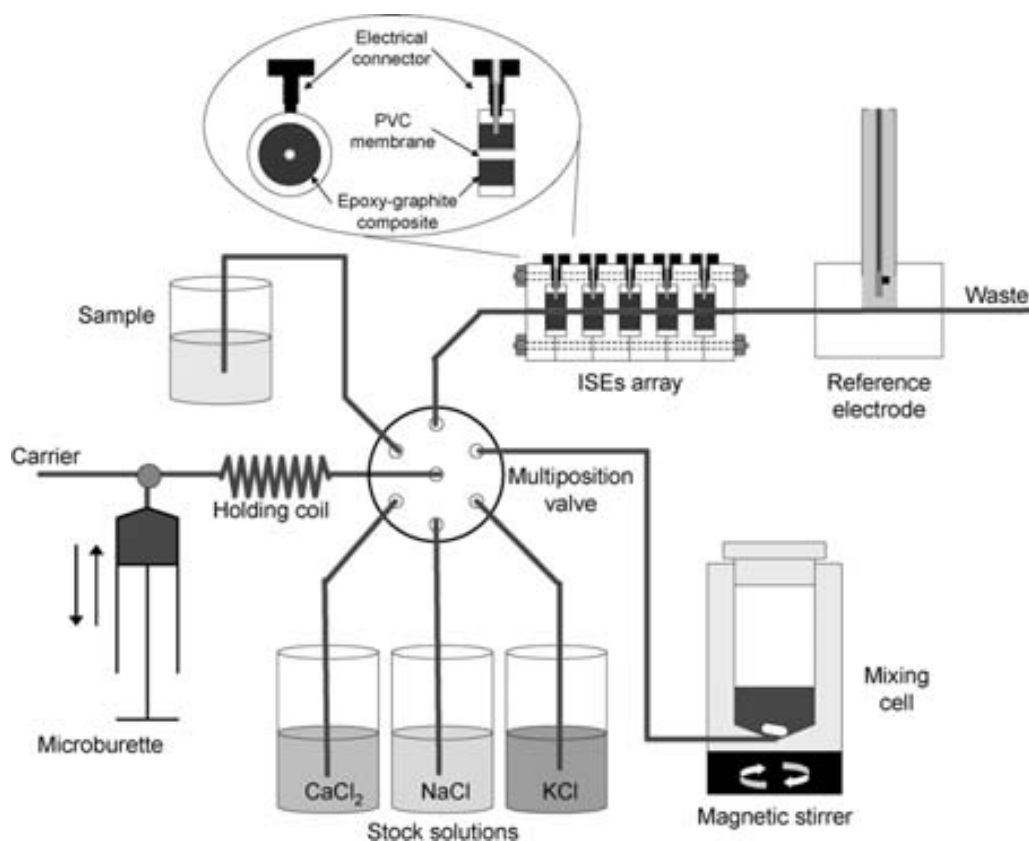 Electrical
connector
PVC
membrane
Epoxy-graphite
composite
Sample
Waste
ISEs array
Reference
electrode
Carrier
Holding coil
Multiposition
valve
Microburette
CaCl₂
NaCl
KCl
Stock solutions
Mixing
cell
Magnetic stirrer